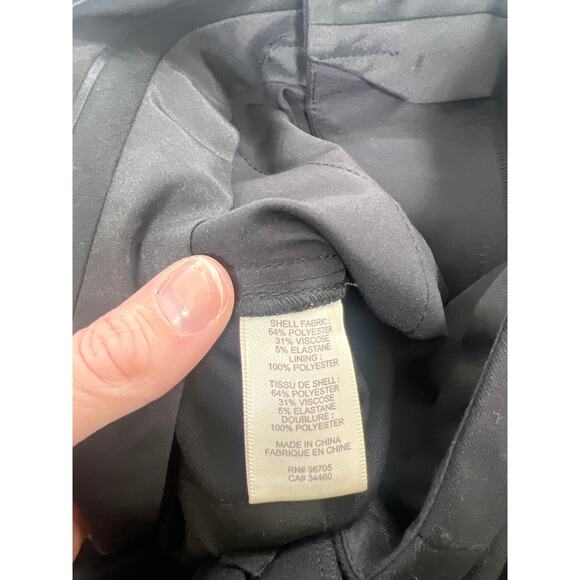 SHELL FABRIC:
64% POLYESTER
31% VISCOSE
5% ELASTANE
LINING:
100% POLYESTER
TISSU DE SHELL:
64% POLYESTER
31% VISCOSE
5% ELASTANE
DOUBLURE:
100% POLYESTER
MADE IN CHINA
FABRIQUE EN CHINE
RN# 96705
CA# 34460